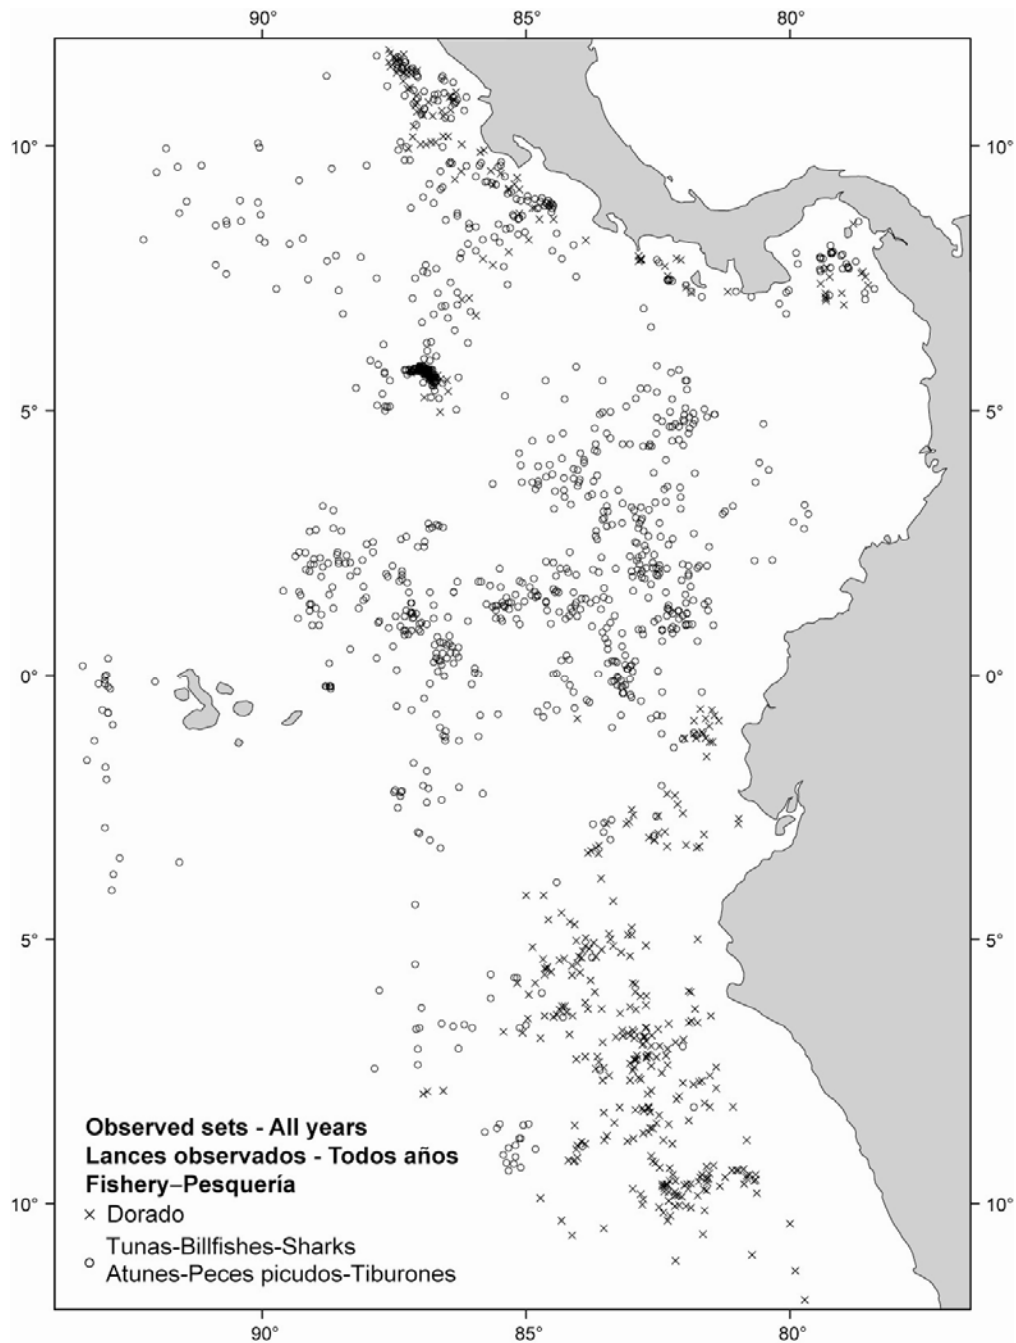 90° 85° 80°
10° 10°
5° 5°
0° 0°
5° 5°
Observed sets - All years
Lances observados - Todos años
Fishery–Pesquería
10° 10°
× Dorado
Tunas-Billfishes-Sharks
○
Atunes-Peces picudos-Tiburones
90° 85° 80°